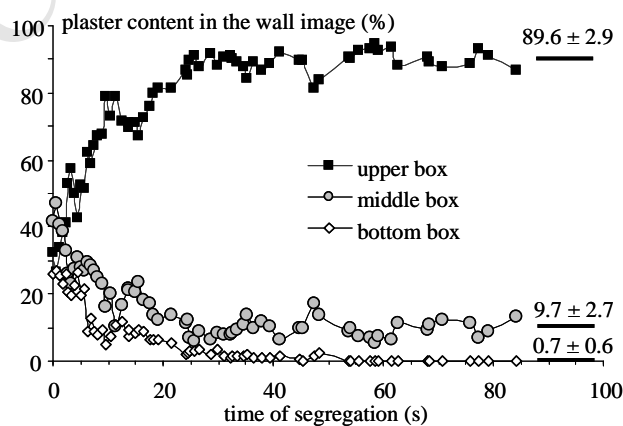 plaster content in the wall image (%)
100
80
60
40
20
0
89.6 ± 2.9
upper box
middle box
bottom box
9.7 ± 2.7
0.7 ± 0.6
0 20 40 60 80 100
time of segregation (s)